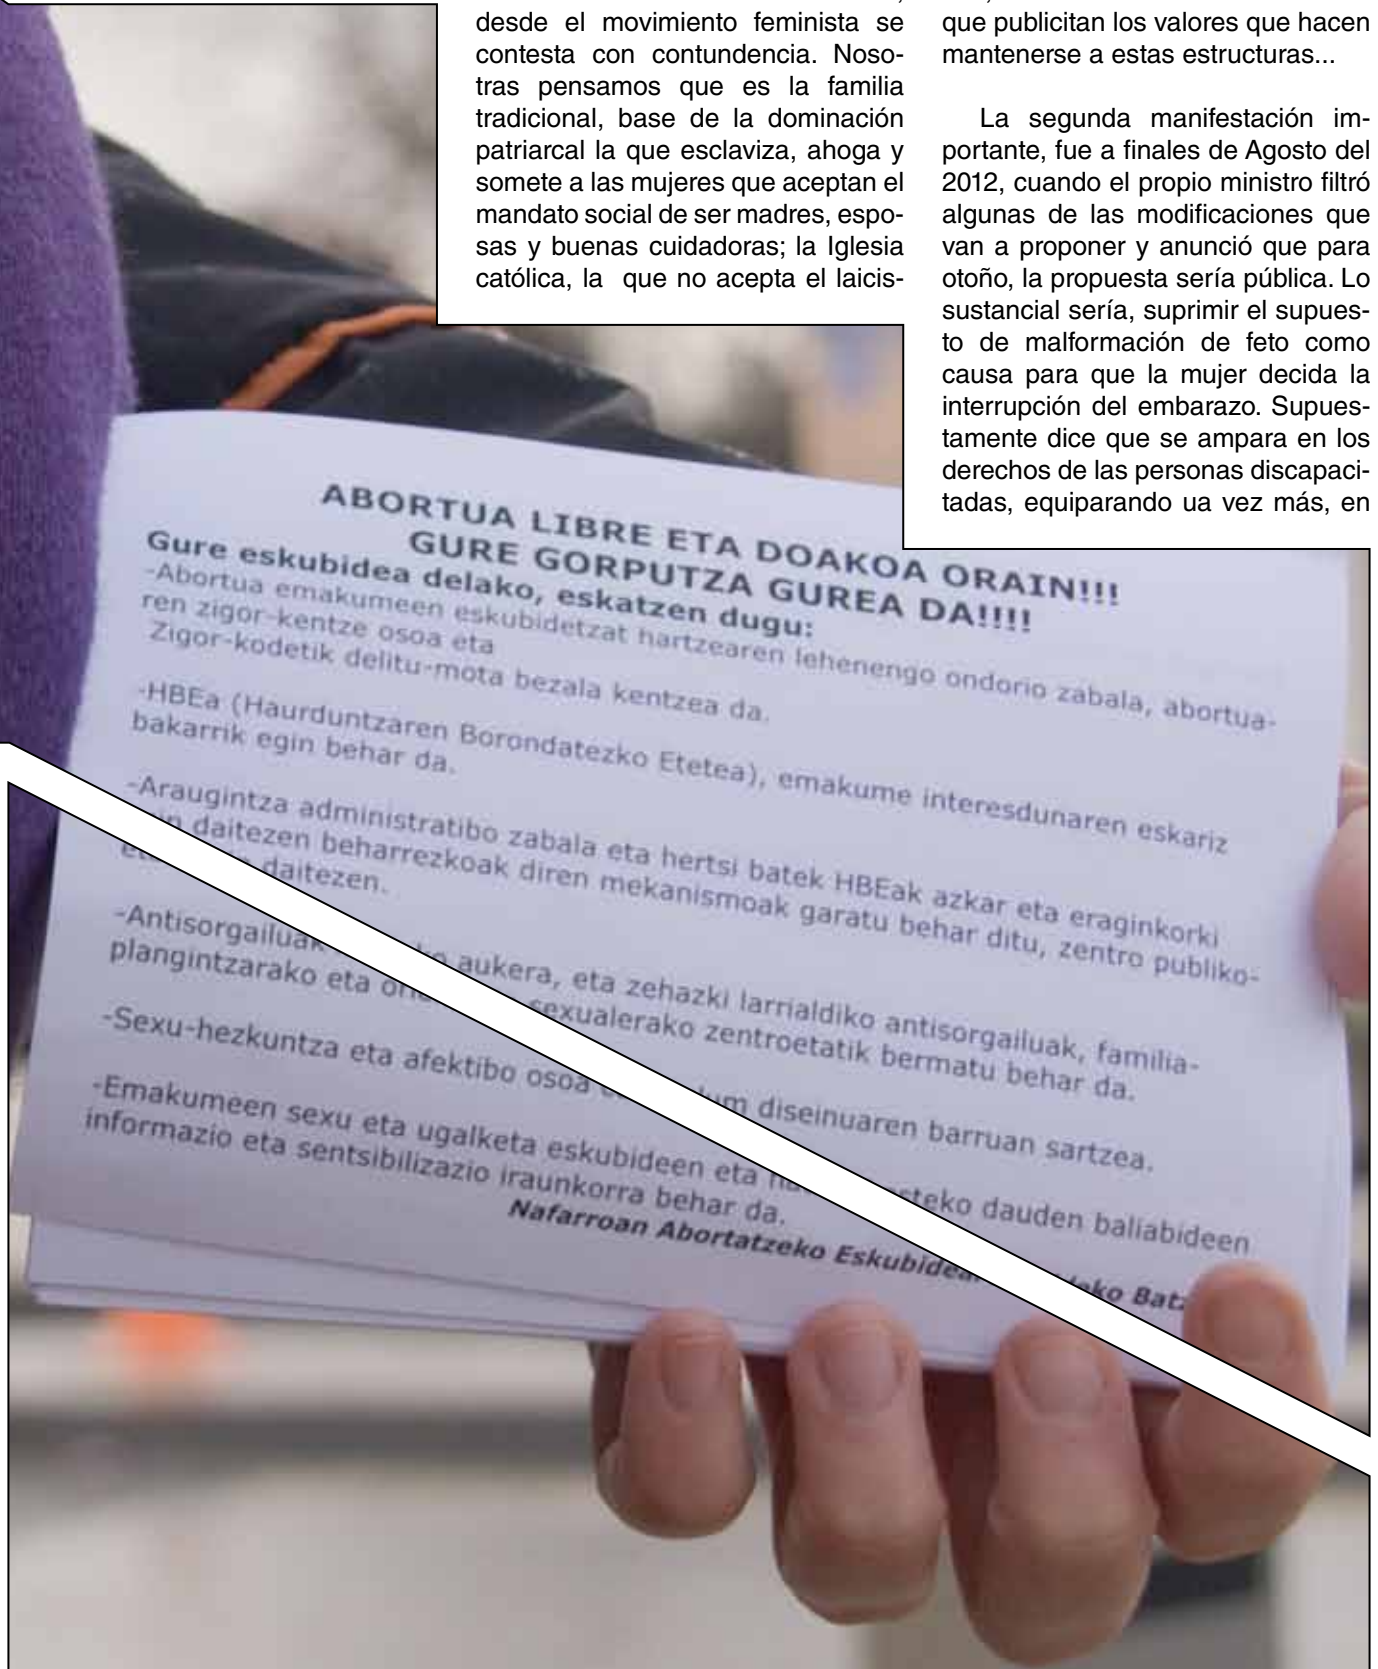 desde el movimiento feminista se
contesta con contundencia. Noso-
tras pensamos que es la familia
tradicional, base de la dominación
patriarcal la que esclaviza, ahoga y
somete a las mujeres que aceptan el
mandato social de ser madres, espo-
sas y buenas cuidadoras; la Iglesia
católica, la que no acepta el laicis-
que publicitan los valores que hacen
mantenerse a estas estructuras...
La segunda manifestación im-
portante, fue a finales de Agosto del
2012, cuando el propio ministro filtró
algunas de las modificaciones que
van a proponer y anunció que para
otoño, la propuesta sería pública. Lo
sustancial sería, suprimir el supues-
to de malformación de feto como
causa para que la mujer decida la
interrupción del embarazo. Supues-
tamente dice que se ampara en los
derechos de las personas discapaci-
tadas, equiparando ua vez más, en
ABORTUA LIBRE ETA DOAKOA ORAIN!!!
GURE GORPUTZA GUREA DA!!!!
Gure eskubidea delako, eskatzen dugu:
-Abortua emakumeen eskubidetzat hartzearen lehenengo ondorio zabala, abortua-
ren zigor-kentze osoa eta
Zigor-kodetik delitu-mota bezala kentzea da.
-HBEa (Haurduntzaren Borondatezko Etetea), emakume interesdunaren eskariz
bakarrik egin behar da.
-Araugintza administratibo zabala eta hertsi batek HBEak azkar eta eraginkorki
daitezen beharrezkoak diren mekanismoak garatu behar ditu, zentro publiko-
daitezen.
-Antisorgailuak aukera, eta zehazki larrialdiko antisorgailuak, familia-
plangintzarako eta sexualerako zentroetatik bermatu behar da.
-Sexu-hezkuntza eta afektibo osoa diseinuaren barruan sartzea.
-Emakumeen sexu eta ugalketa eskubideen eta dauden baliabideen
informazio eta sentsibilizazio iraunkorra behar da.
Nafarroan Abortatzeko